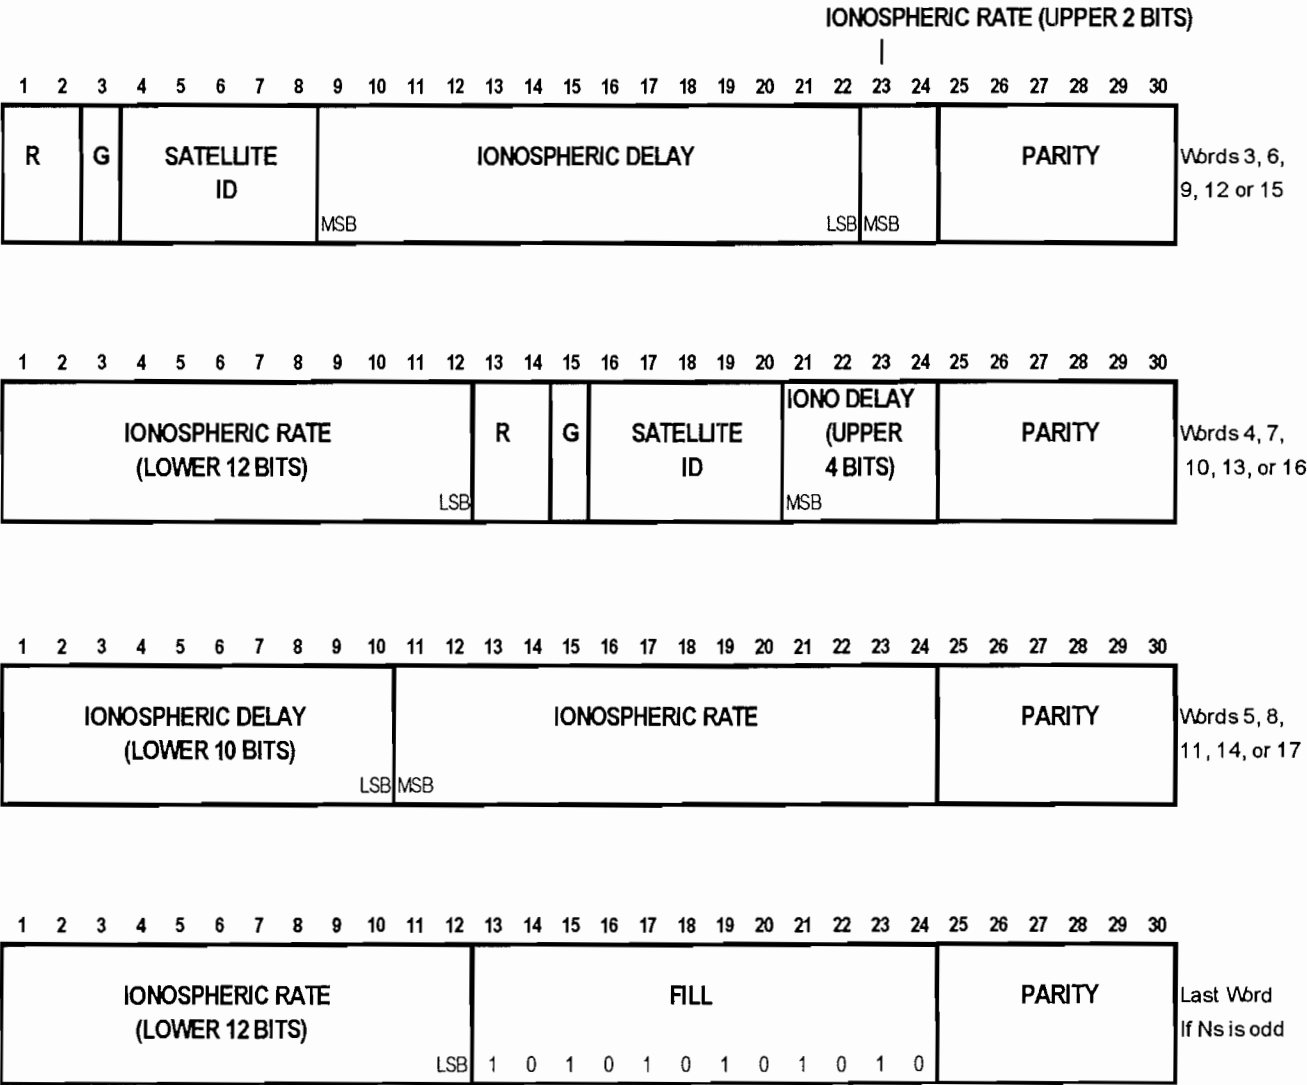 IONOSPHERIC RATE (UPPER 2 BITS)
1 2 3 4 5 6 7 8 9 10 11 12 13 14 15 16 17 18 19 20 21 22 23 24 25 26 27 28 29 30
R G SATELLITE IONOSPHERIC DELAY PARITY Words 3, 6,
ID 9, 12 or 15
MSB LSB MSB
1 2 3 4 5 6 7 8 9 10 11 12 13 14 15 16 17 18 19 20 21 22 23 24 25 26 27 28 29 30
IONO DELAY
IONOSPHERIC RATE R G SATELLITE (UPPER PARITY Words 4, 7,
(LOWER 12 BITS) ID 4 BITS) 10, 13, or 16
LSB MSB
1 2 3 4 5 6 7 8 9 10 11 12 13 14 15 16 17 18 19 20 21 22 23 24 25 26 27 28 29 30
IONOSPHERIC DELAY IONOSPHERIC RATE PARITY Words 5, 8,
(LOWER 10 BITS) 11, 14, or 17
LSB MSB
1 2 3 4 5 6 7 8 9 10 11 12 13 14 15 16 17 18 19 20 21 22 23 24 25 26 27 28 29 30
IONOSPHERIC RATE FILL PARITY Last Word
(LOWER 12 BITS) If Ns is odd
LSB 1 0 1 0 1 0 1 0 1 0 1 0